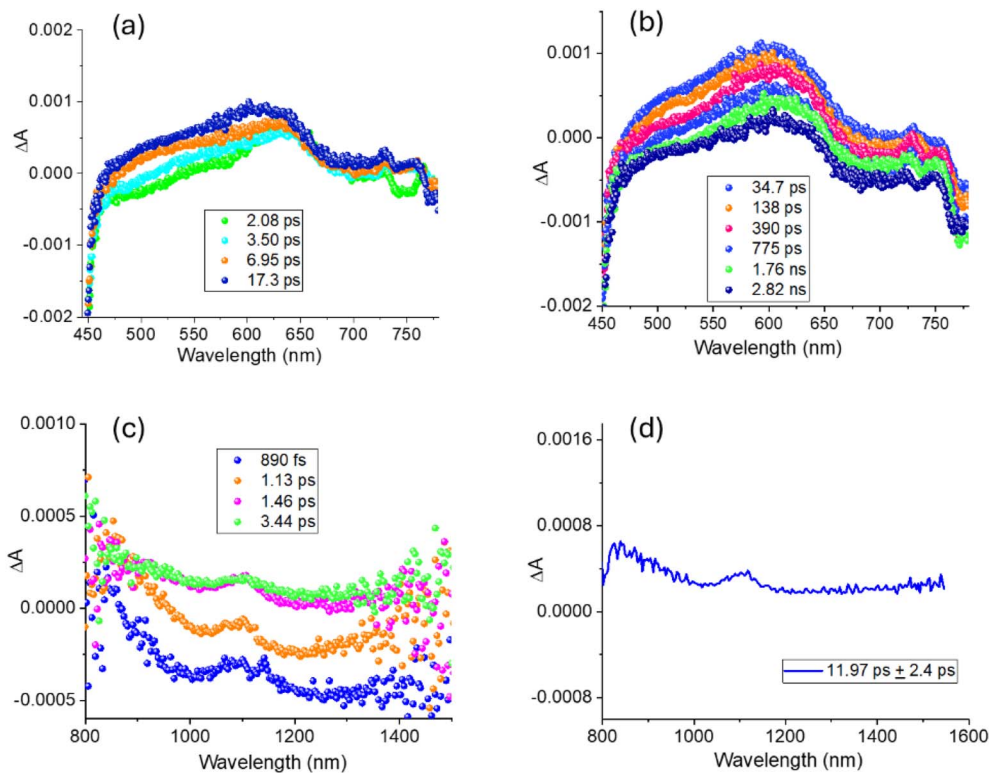 (a)
0.002
0.001
0.000
-0.001
-0.002
ΔA
2.08 ps
3.50 ps
6.95 ps
17.3 ps
450 500 550 600 650 700 750
Wavelength (nm)
(b)
0.001
0.000
-0.001
-0.002
ΔA
34.7 ps
138 ps
390 ps
775 ps
1.76 ns
2.82 ns
450 500 550 600 650 700 750
Wavelength (nm)
(c)
0.0010
0.0005
0.0000
-0.0005
ΔA
890 fs
1.13 ps
1.46 ps
3.44 ps
800 1000 1200 1400
Wavelength (nm)
(d)
0.0016
0.0008
0.0000
-0.0008
ΔA
11.97 ps ± 2.4 ps
800 1000 1200 1400 1600
Wavelength (nm)